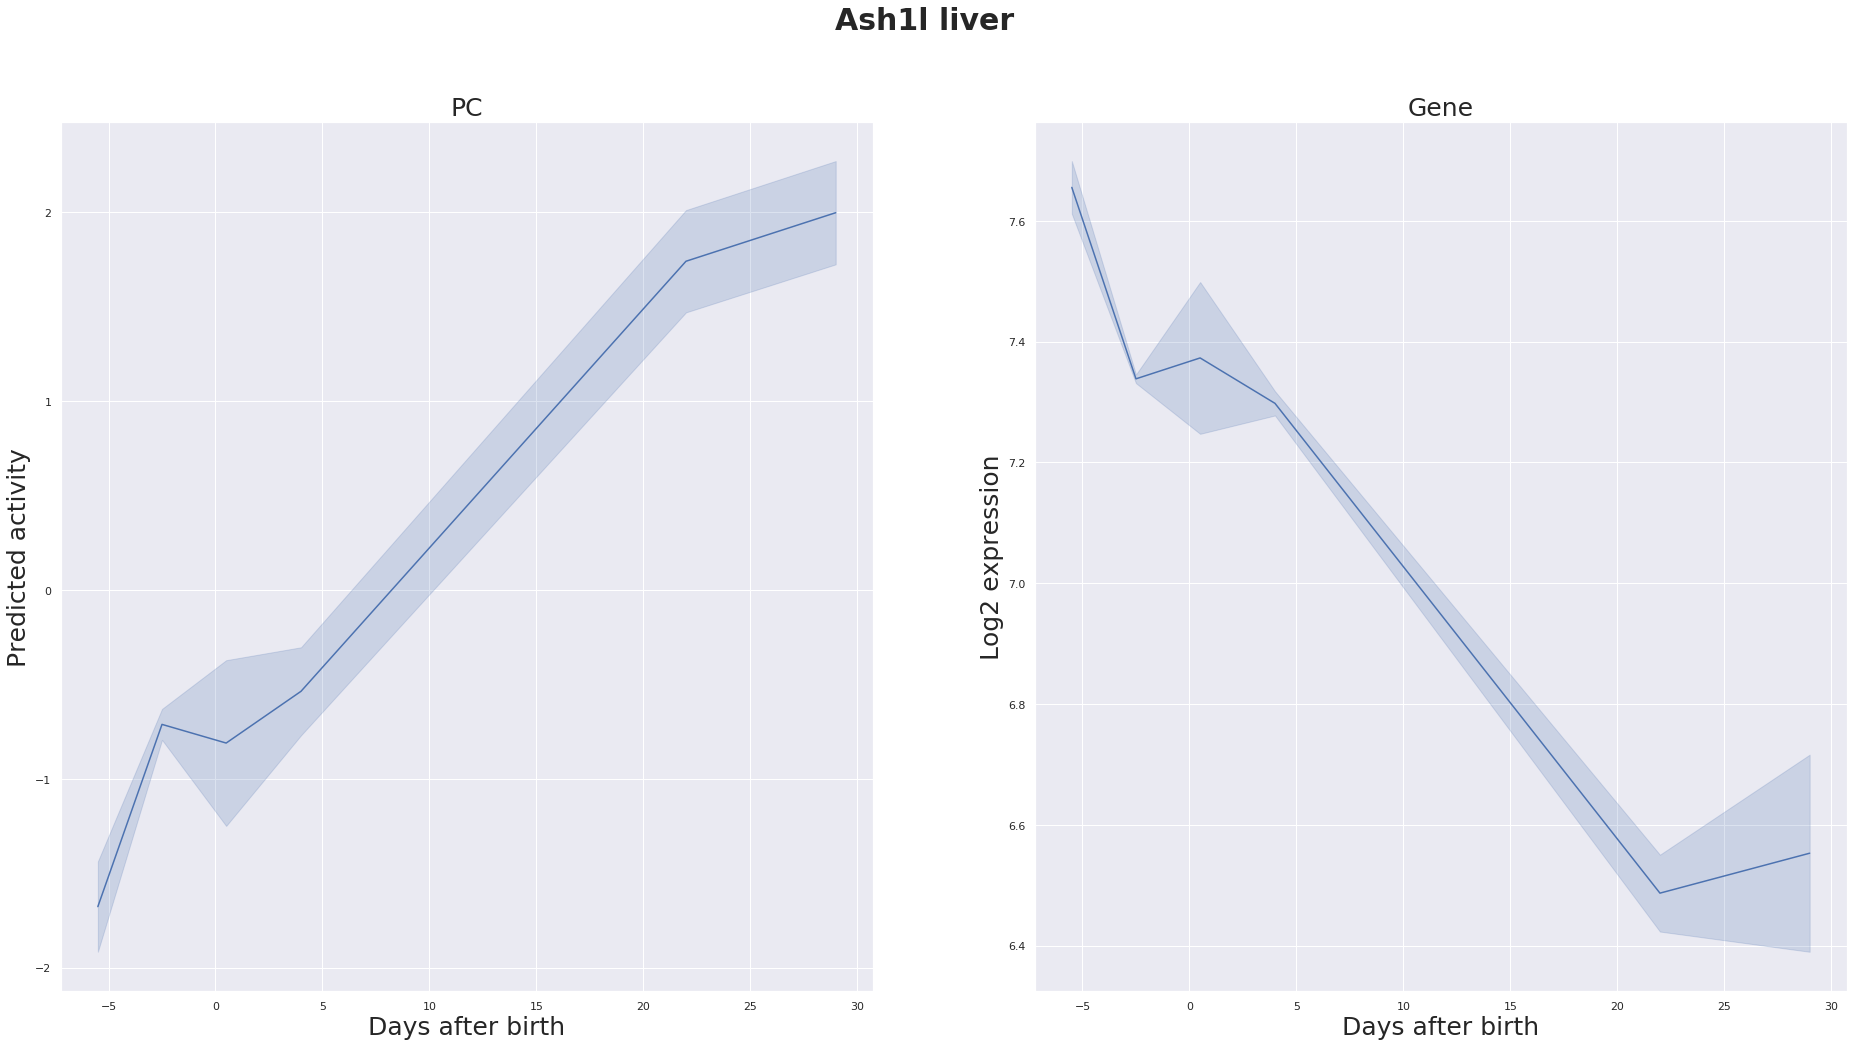 Ash1l liver
PC
Predicted activity
2
1
0
−1
−2
−5 0 5 10 15 20 25 30
Days after birth
Gene
Log2 expression
7.6
7.4
7.2
7.0
6.8
6.6
6.4
−5 0 5 10 15 20 25 30
Days after birth